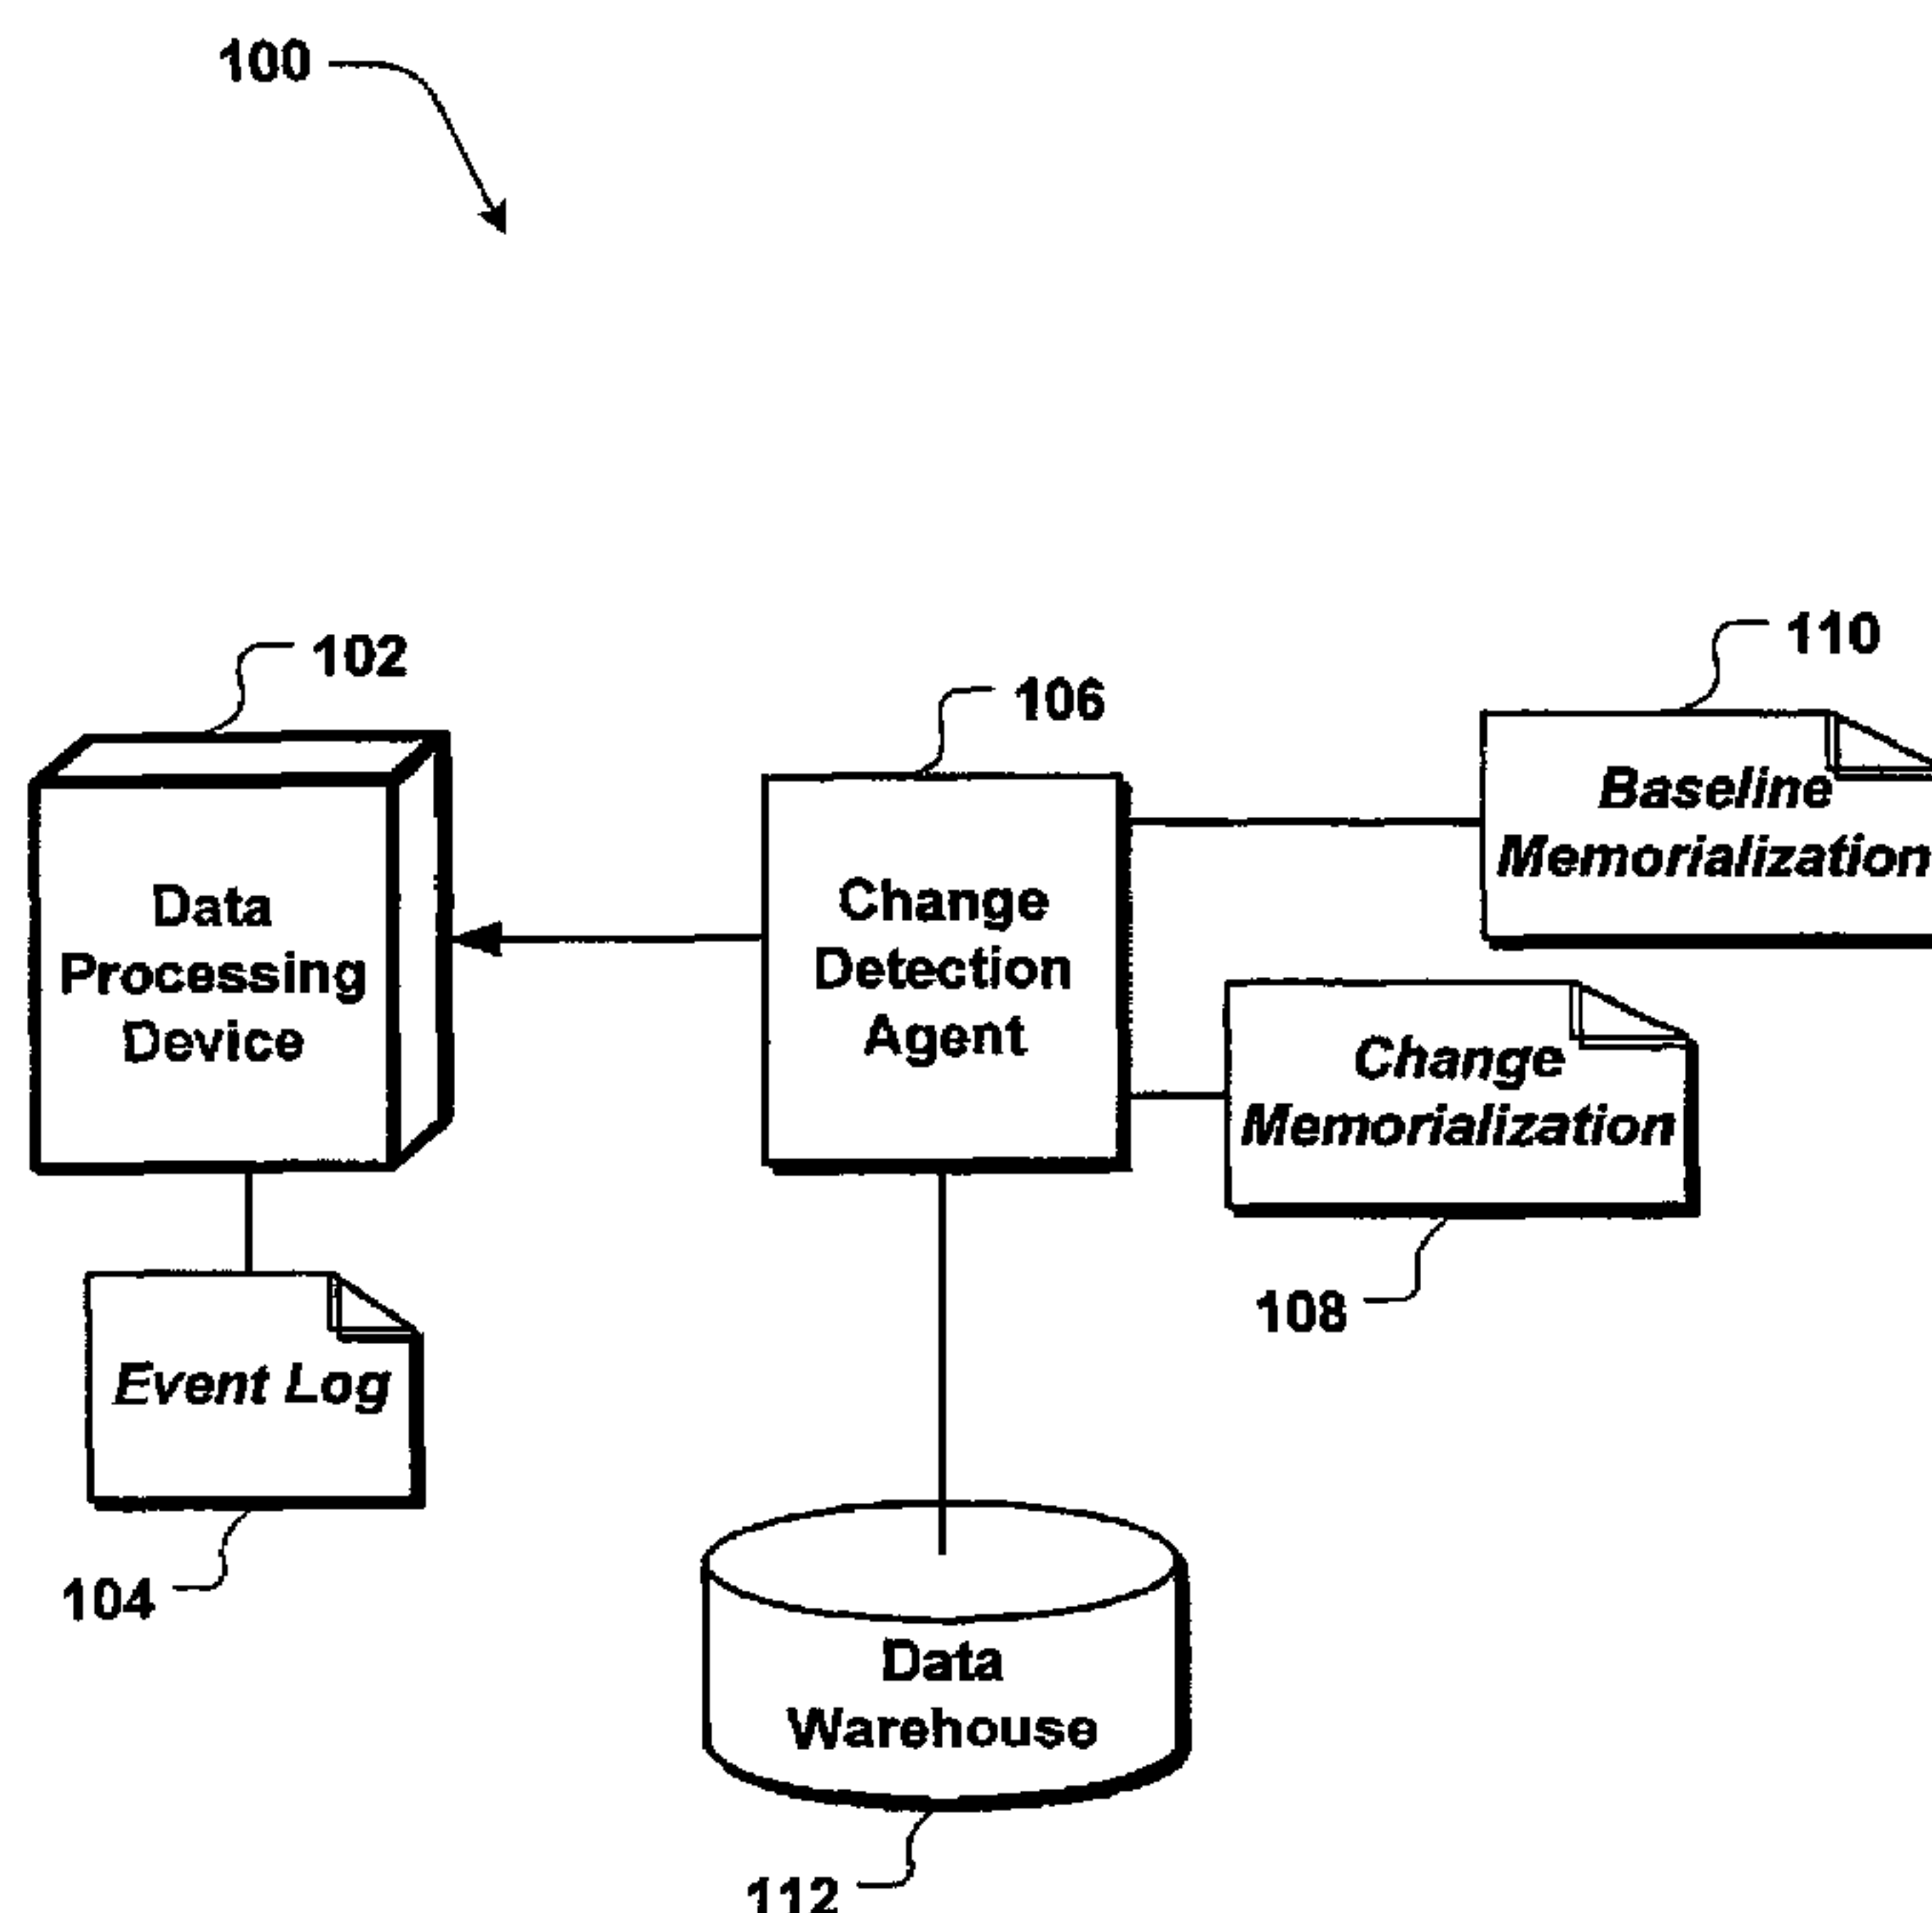 100
102
110
106
Baseline
Memorialization
Data
Processing
Device
Change
Detection
Agent
Change
Memorialization
108
Event Log
104
Data
Warehouse
112